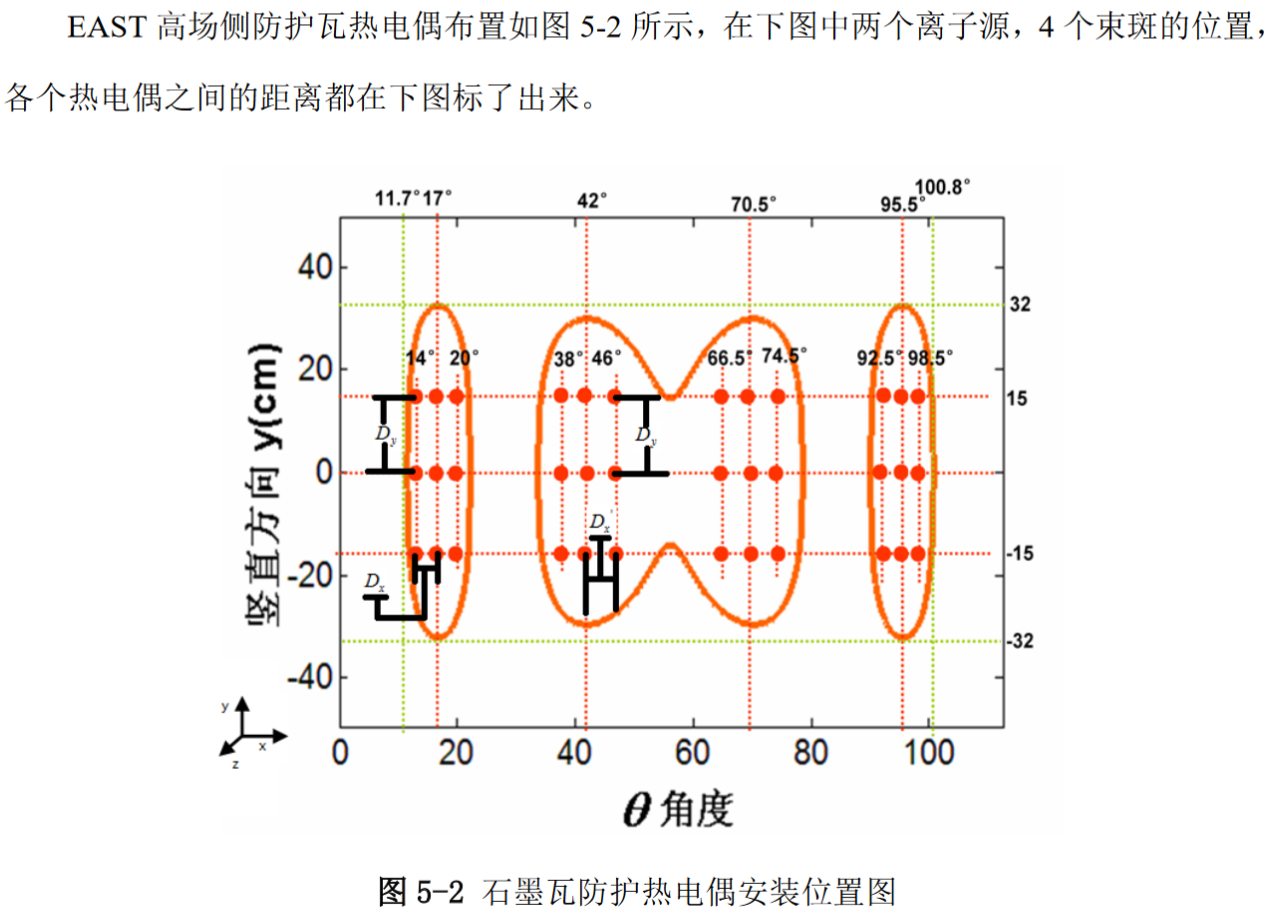 EAST 高场侧防护瓦热电偶布置如图 5-2 所示，在下图中两个离子源，4 个束斑的位置，
各个热电偶之间的距离都在下图标了出来。
100.8°
11.7° 17° 42° 70.5° 95.5°
40
32
14° 20° 38° 46° 66.5° 74.5° 92.5° 98.5°
20
15
Dy Dy
竖直方向 y(cm)
0
0
Dx'
-15
-20
Dx
-32
-40
y
x
z
0 20 40 60 80 100
θ 角度
图 5-2 石墨瓦防护热电偶安装位置图